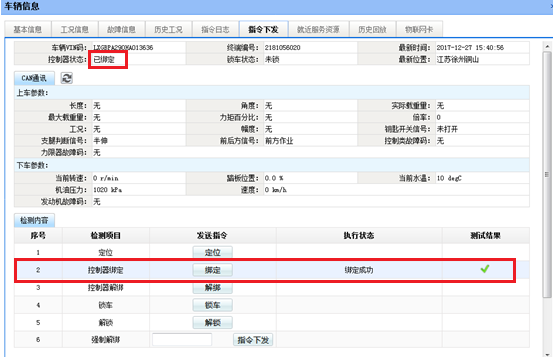 车辆信息
基本信息 工况信息 故障信息 历史工况 指令日志 指令下发 就近服务资源 历史回放 物联网卡
车辆VIN码: LXGBPA290HA013636 终端编号: 2181056020 最新时间: 2017-12-27 15:40:56
控制器状态: 已绑定 锁车状态: 未锁 最新位置: 江苏徐州铜山
CAN通讯
上车参数:
长度: 无 角度: 无 实际载重量: 无
最大载重量: 无 力矩百分比: 无 倍率: 0
工况: 无 幅度: 无 钥匙开关信号: 未打开
支腿判断信号: 半伸 前后方信号: 前方作业 控制类故障码: 无
力限器故障码: 无
下车参数:
当前转速: 0 r/min 踏板位置: 0.0 % 当前水温: 10 degC
机油压力: 1020 kPa 速度: 0 km/h
发动机故障码: 无
检测内容
序号 检测项目 发送指令 执行状态 测试结果
1 定位 定位
2 控制器绑定 绑定 绑定成功
3 控制器解绑 解绑
4 锁车 锁车
5 解锁 解锁
6 强制解绑 指令下发